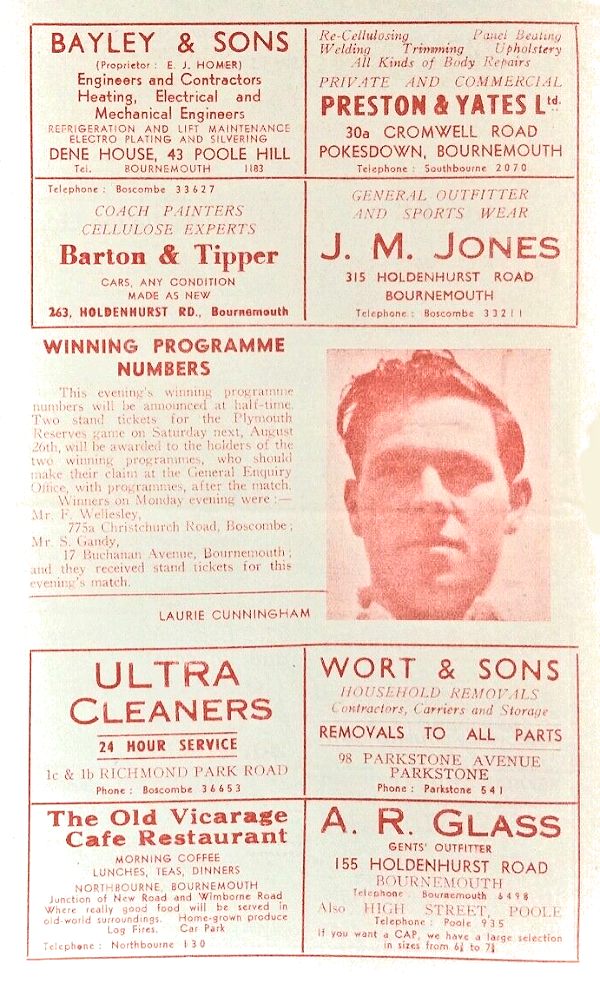 BAYLEY & SONS
(Proprietor : E. J. HOMER)
Engineers and Contractors
Heating, Electrical and
Mechanical Engineers
REFRIGERATION AND LIFT MAINTENANCE
ELECTRO PLATING AND SILVERING
DENE HOUSE, 43 POOLE HILL
Tel. BOURNEMOUTH 1183
Re-Cellulosing Panel Beating
Welding Trimming Upholstery
All Kinds of Body Repairs
PRIVATE AND COMMERCIAL
PRESTON & YATES Ltd.
30a CROMWELL ROAD
POKESDOWN, BOURNEMOUTH
Telephone : Southbourne 2070
Telephone : Boscombe 33627
COACH PAINTERS
CELLULOSE EXPERTS
Barton & Tipper
CARS, ANY CONDITION
MADE AS NEW
263, HOLDENHURST RD., Bournemouth
GENERAL OUTFITTER
AND SPORTS WEAR
J. M. JONES
315 HOLDENHURST ROAD
BOURNEMOUTH
Telephone : Boscombe 33211
WINNING PROGRAMME
NUMBERS
This evening's winning programme
numbers will be announced at half-time.
Two stand tickets for the Plymouth
Reserves game on Saturday next, August
26th, will be awarded to the holders of the
two winning programmes, who should
make their claim at the General Enquiry
Office, with programmes, after the match.
Winners on Monday evening were :—
Mr. F. Wellesley,
775a Christchurch Road, Boscombe ;
Mr. S. Gandy,
17 Buchanan Avenue, Bournemouth ;
and they received stand tickets for this
evening's match.
LAURIE CUNNINGHAM
ULTRA
CLEANERS
24 HOUR SERVICE
1c & 1b RICHMOND PARK ROAD
Phone : Boscombe 36653
WORT & SONS
HOUSEHOLD REMOVALS
Contractors, Carriers and Storage
REMOVALS TO ALL PARTS
98 PARKSTONE AVENUE
PARKSTONE
Phone : Parkstone 541
The Old Vicarage
Cafe Restaurant
MORNING COFFEE
LUNCHES, TEAS, DINNERS
NORTHBOURNE, BOURNEMOUTH
Junction of New Road and Wimborne Road
Where really good food will be served in
old-world surroundings. Home-grown produce
Log Fires. Car Park
Telephone : Northbourne 130
A. R. GLASS
GENTS' OUTFITTER
155 HOLDENHURST ROAD
BOURNEMOUTH
Telephone : Bournemouth 6498
Also HIGH STREET, POOLE
Telephone : Poole 935
If you want a CAP, we have a large selection
in sizes from 6⅜ to 7¾